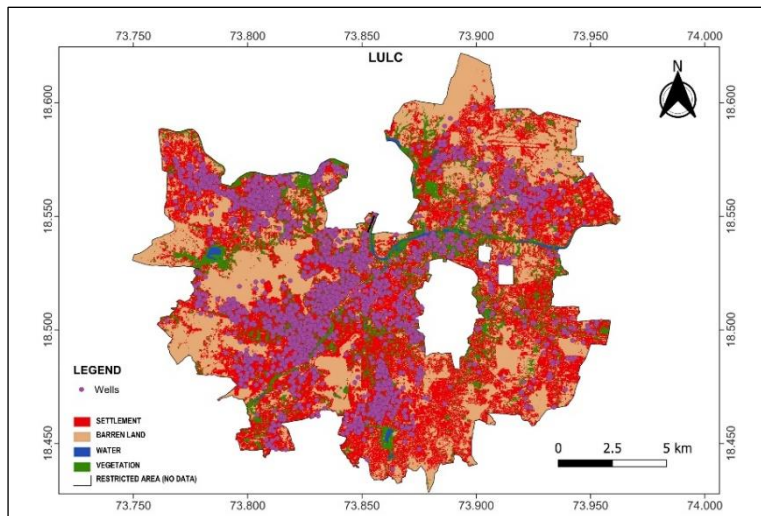 73.750 73.800 73.850 73.900 73.950 74.000
LULC
N
18.600 18.600
18.550 18.550
18.500 18.500
18.450 18.450
LEGEND
Wells
SETTLEMENT
BARREN LAND
WATER
VEGETATION
RESTRICTED AREA (NO DATA)
0 2.5 5 km
73.750 73.800 73.850 73.900 73.950 74.000